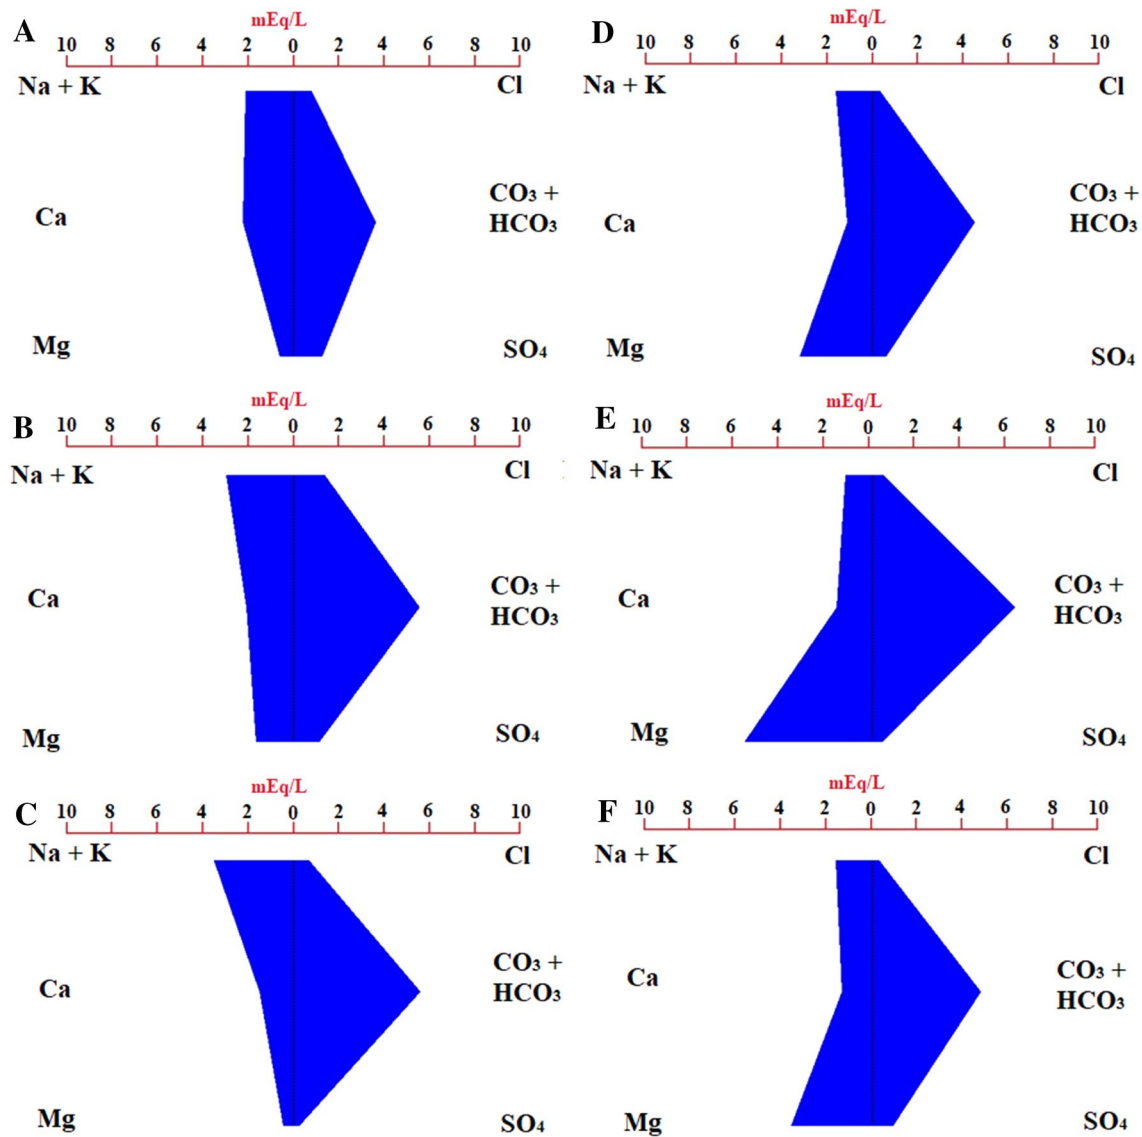 A
mEq/L
10 8 6 4 2 0 2 4 6 8 10
Na + K
Cl
Ca
CO₃ +
HCO₃
Mg
SO₄
D
mEq/L
10 8 6 4 2 0 2 4 6 8 10
Na + K
Cl
Ca
CO₃ +
HCO₃
Mg
SO₄
B
mEq/L
10 8 6 4 2 0 2 4 6 8 10
Na + K
Cl
Ca
CO₃ +
HCO₃
Mg
SO₄
E
mEq/L
10 8 6 4 2 0 2 4 6 8 10
Na + K
Cl
Ca
CO₃ +
HCO₃
Mg
SO₄
C
mEq/L
10 8 6 4 2 0 2 4 6 8 10
Na + K
Cl
Ca
CO₃ +
HCO₃
Mg
SO₄
F
mEq/L
10 8 6 4 2 0 2 4 6 8 10
Na + K
Cl
Ca
CO₃ +
HCO₃
Mg
SO₄